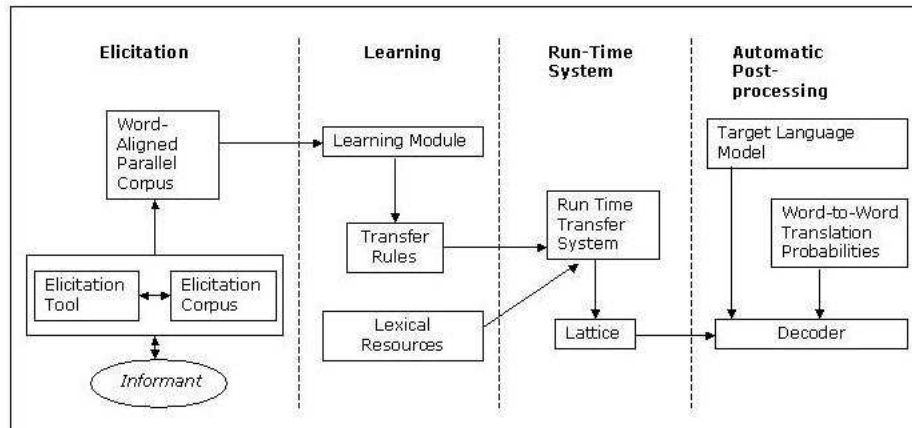 Elicitation
Word-
Aligned
Parallel
Corpus
Elicitation
Tool
Elicitation
Corpus
Informant
Learning
Learning Module
Transfer
Rules
Lexical
Resources
Run-Time
System
Run Time
Transfer
System
Lattice
Automatic
Post-
processing
Target Language
Model
Word-to-Word
Translation
Probabilities
Decoder